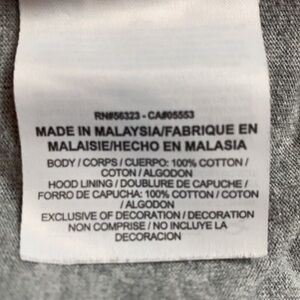 RN#56323 - CA#05553
MADE IN MALAYSIA/FABRIQUE EN
MALAISIE/HECHO EN MALASIA
BODY / CORPS / CUERPO: 100% COTTON /
COTON / ALGODON
HOOD LINING / DOUBLURE DE CAPUCHE /
FORRO DE CAPUCHA: 100% COTTON / COTON
/ ALGODON
EXCLUSIVE OF DECORATION / DECORATION
NON COMPRISE / NO INCLUYE LA
DECORACION